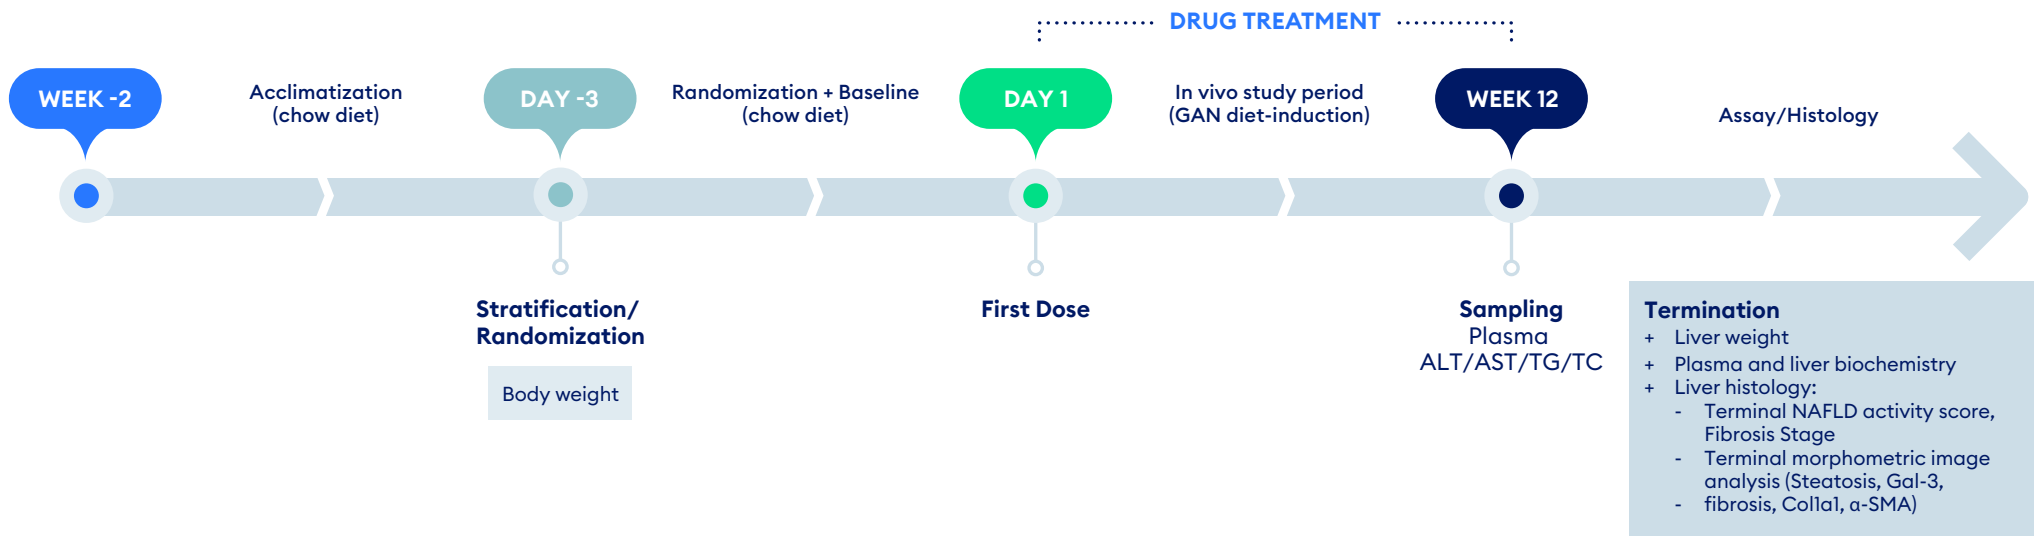 DRUG TREATMENT
WEEK -2
Acclimatization
(chow diet)
DAY -3
Randomization + Baseline
(chow diet)
DAY 1
In vivo study period
(GAN diet-induction)
WEEK 12
Assay/Histology
Stratification/
Randomization
Body weight
First Dose
Sampling
Plasma
ALT/AST/TG/TC
Termination
+ Liver weight
+ Plasma and liver biochemistry
+ Liver histology:
- Terminal NAFLD activity score,
Fibrosis Stage
- Terminal morphometric image
analysis (Steatosis, Gal-3,
- fibrosis, Col1a1, α-SMA)